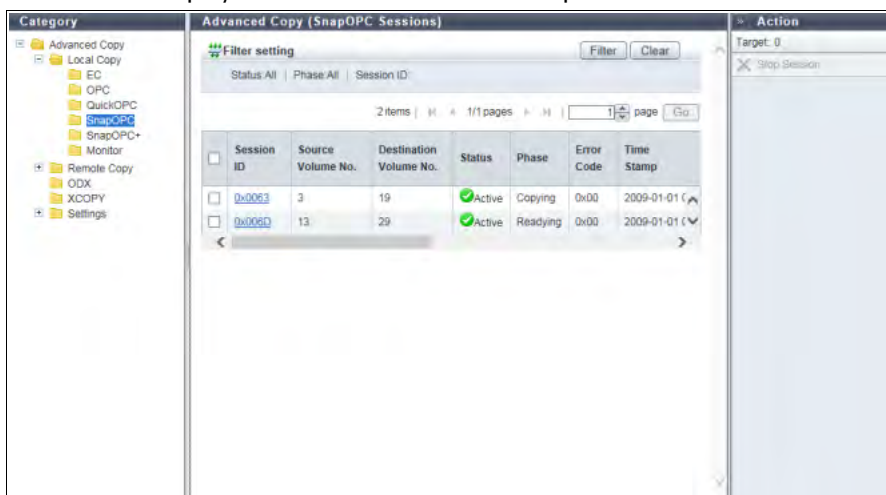 Category
Advanced Copy
Local Copy
EC
OPC
QuickOPC
SnapOPC
SnapOPC+
Monitor
Remote Copy
ODX
XCOPY
Settings
Advanced Copy (SnapOPC Sessions)
Filter setting
Filter
Clear
Status:All | Phase:All | Session ID:
2 items | 1/1 pages | 1 page Go
Session ID Source Volume No. Destination Volume No. Status Phase Error Code Time Stamp
0x0063 3 19 Active Copying 0x00 2009-01-01
0x006D 13 29 Active Readying 0x00 2009-01-01
» Action
Target: 0
Stop Session